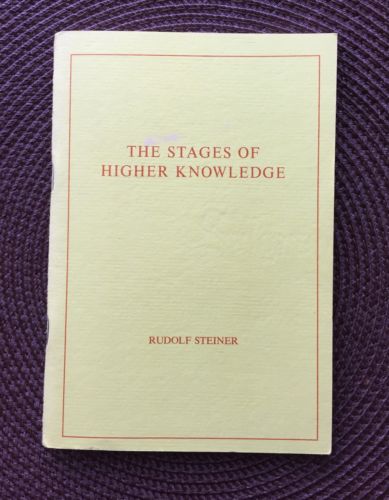 THE STAGES OF
HIGHER KNOWLEDGE
RUDOLF STEINER